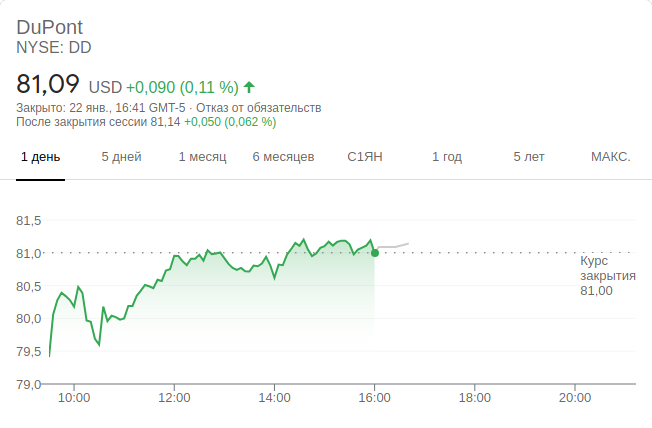 DuPont
NYSE: DD
81,09 USD +0,090 (0,11 %)
Закрыто: 22 янв., 16:41 GMT-5 · Отказ от обязательств
После закрытия сессии 81,14 +0,050 (0,062 %)
1 день 5 дней 1 месяц 6 месяцев С1ЯН 1 год 5 лет МАКС.
81,5
81,0
Курс
закрытия
81,00
80,5
80,0
79,5
79,0
10:00 12:00 14:00 16:00 18:00 20:00